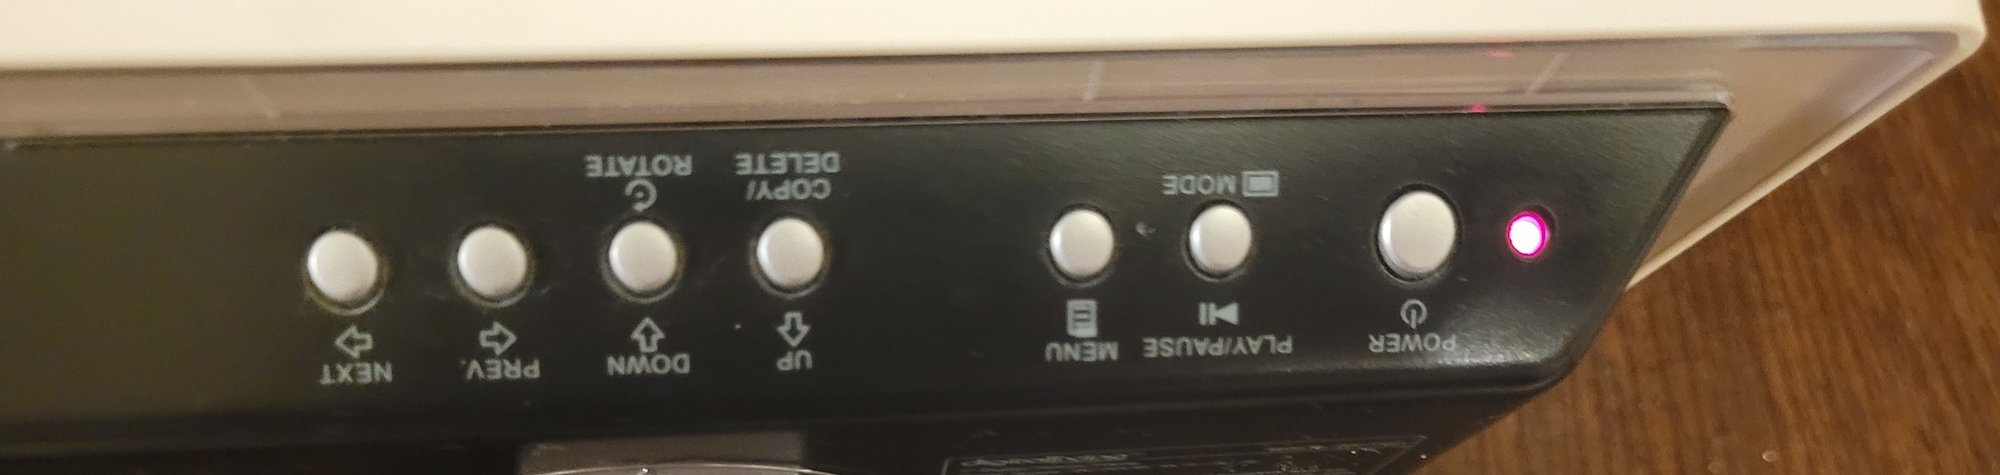 POWER
PLAY/PAUSE
MENU
UP
DOWN
PREV.
NEXT
MODE
COPY/
DELETE
ROTATE